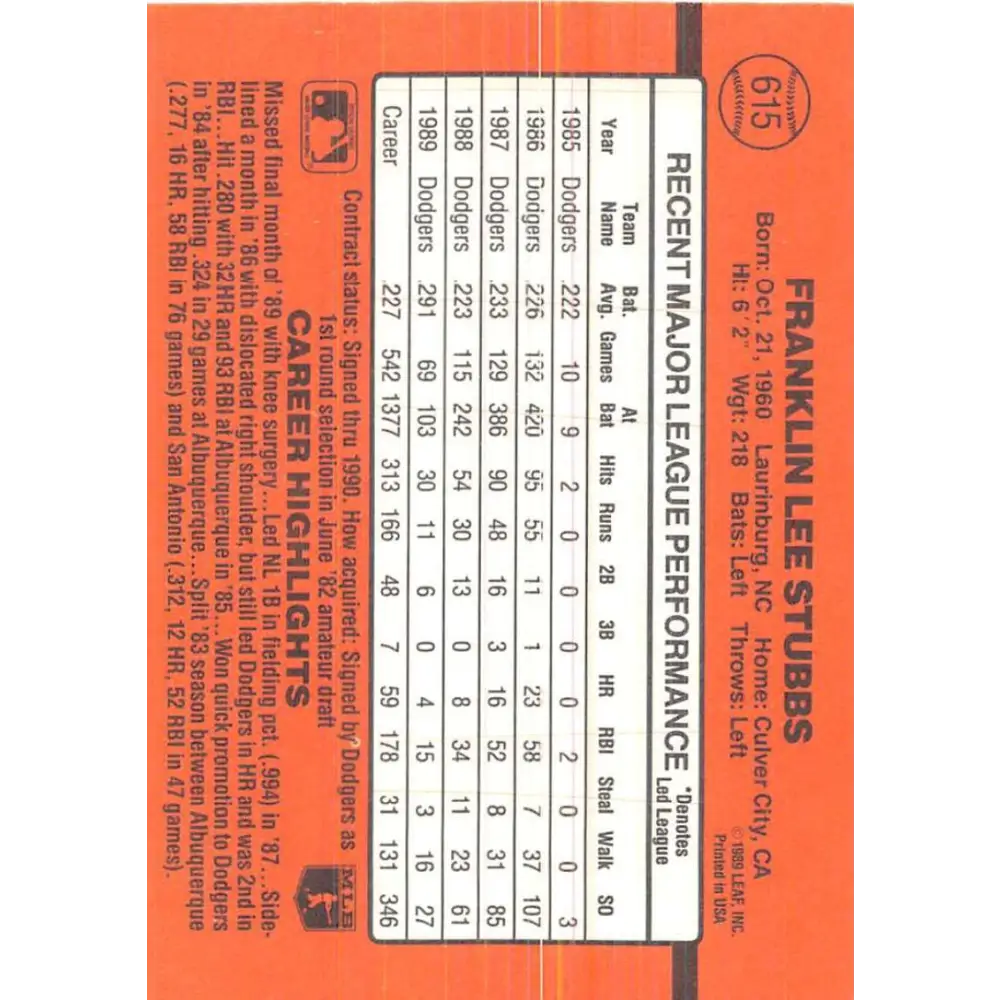 615
FRANKLIN LEE STUBBS
Born: Oct. 21, 1960 Laurinburg, NC Home: Culver City, CA
Ht: 6' 2" Wgt: 218 Bats: Left Throws: Left
© 1989 LEAF, INC.
Printed in USA
RECENT MAJOR LEAGUE PERFORMANCE *Denotes
Led League
Year Team Name Bat. Avg. Games At Bat Hits Runs 2B 3B HR RBI Steal Walk SO
1985 Dodgers .222 10 9 2 0 0 0 0 2 0 0 3
1986 Dodgers .226 132 420 95 55 11 1 23 58 7 37 107
1987 Dodgers .233 129 386 90 48 16 3 16 52 8 31 85
1988 Dodgers .223 115 242 54 30 13 0 8 34 11 23 61
1989 Dodgers .291 69 103 30 11 6 0 4 15 3 16 27
Career .227 542 1377 313 166 48 7 59 178 31 131 346
Contract status: Signed thru 1990. How acquired: Signed by Dodgers as
1st round selection in June '82 amateur draft
MLB
CAREER HIGHLIGHTS
Missed final month of '89 with knee surgery...Led NL 1B in fielding pct. (.994) in '87...Side-
lined a month in '86 with dislocated right shoulder, but still led Dodgers in HR and was 2nd in
RBI...Hit .280 with 32 HR and 93 RBI at Albuquerque in '85...Won quick promotion to Dodgers
in '84 after hitting .324 in 29 games at Albuquerque...Split '83 season between Albuquerque
(.277, 16 HR, 58 RBI in 76 games) and San Antonio (.312, 12 HR, 52 RBI in 47 games).